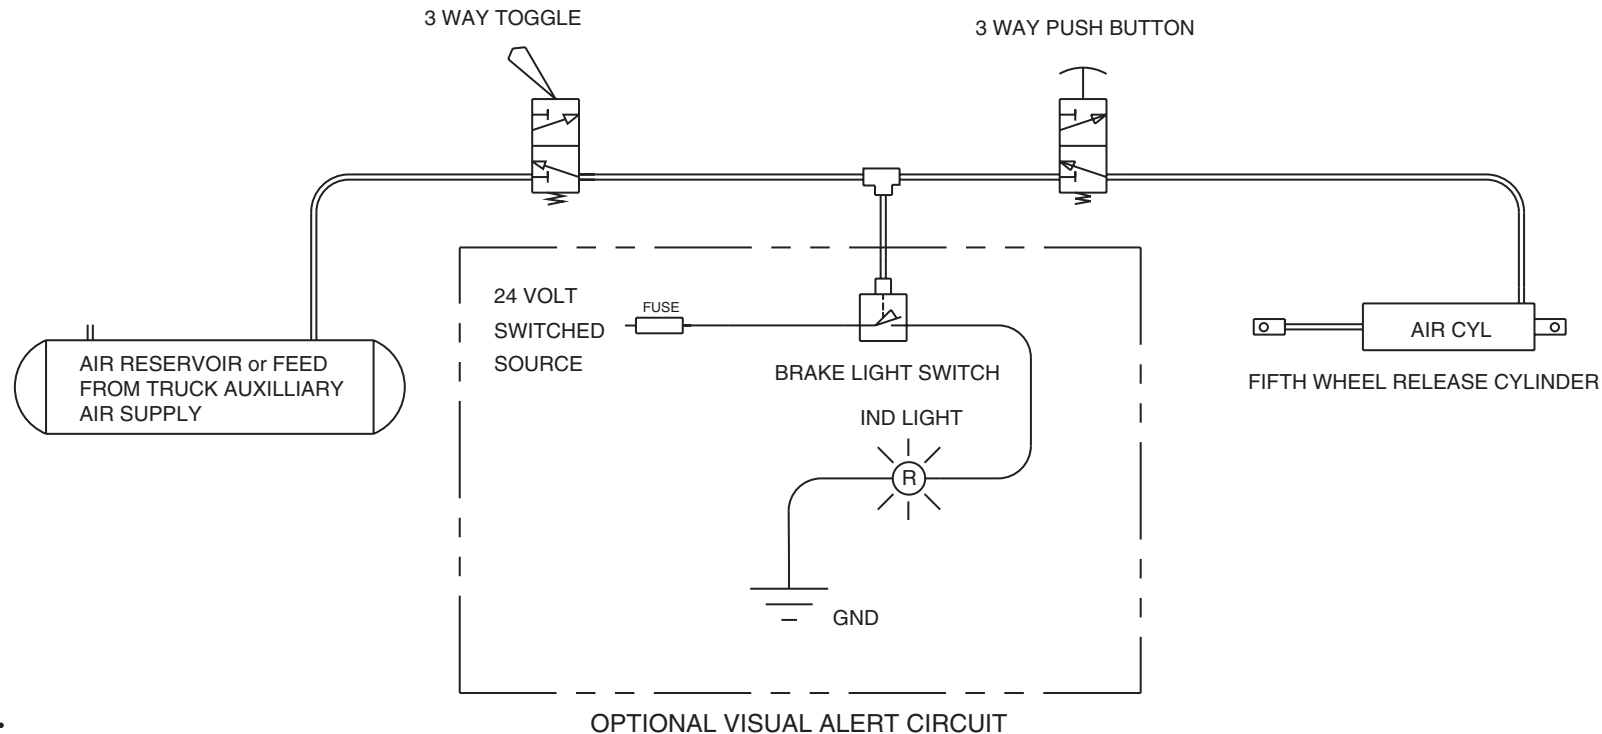 3 WAY TOGGLE
3 WAY PUSH BUTTON
24 VOLT
SWITCHED
SOURCE
FUSE
BRAKE LIGHT SWITCH
IND LIGHT
R
GND
AIR RESERVOIR or FEED
FROM TRUCK AUXILLIARY
AIR SUPPLY
AIR CYL
FIFTH WHEEL RELEASE CYLINDER
OPTIONAL VISUAL ALERT CIRCUIT